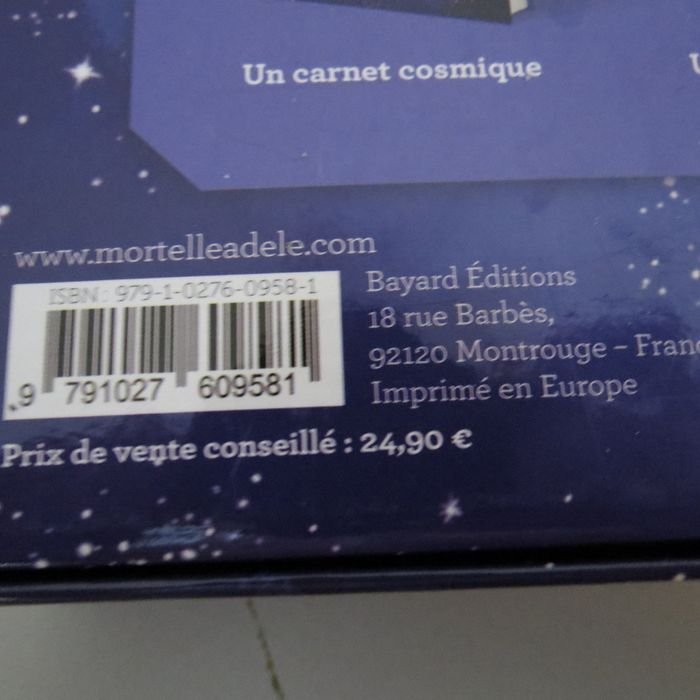 Un carnet cosmique
www.mortelleadele.com
ISBN : 979-1-0276-0958-1
9 791027 609581
Bayard Éditions
18 rue Barbès,
92120 Montrouge – Franc
Imprimé en Europe
Prix de vente conseillé : 24,90 €